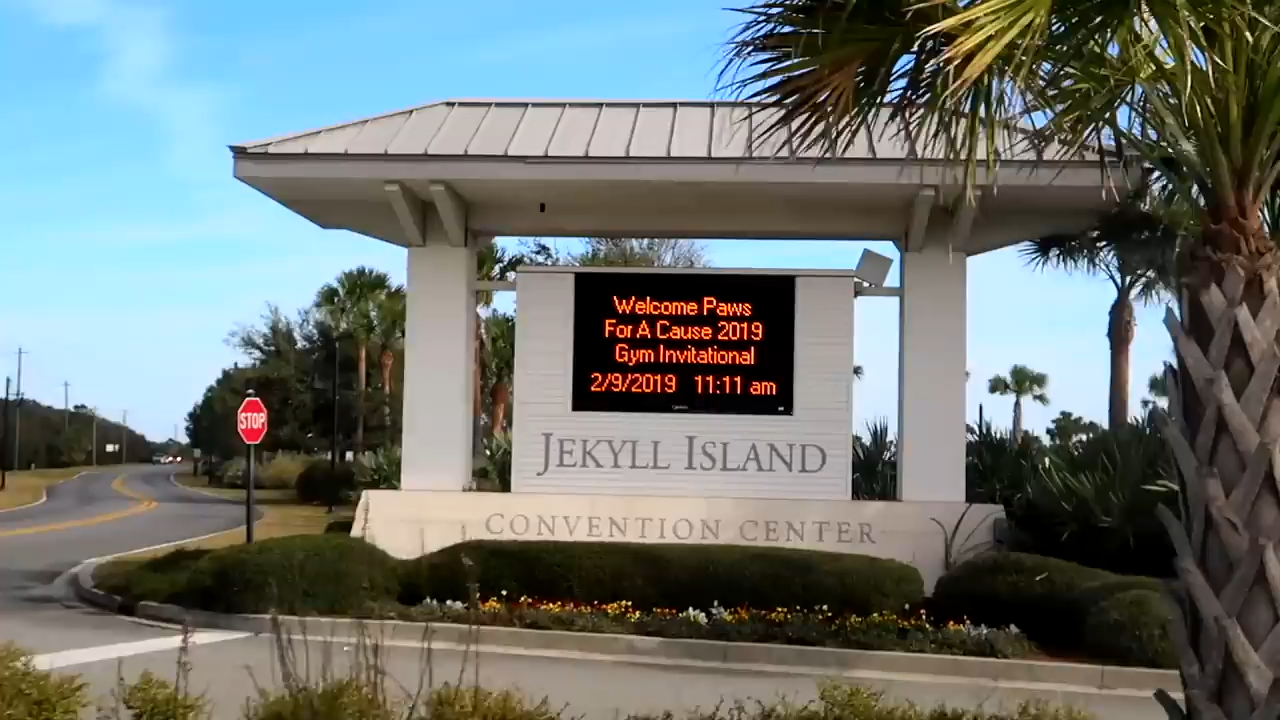 Welcome Paws
For A Cause 2019
Gym Invitational
2/9/2019 11:11 am
JEKYLL ISLAND
CONVENTION CENTER
STOP